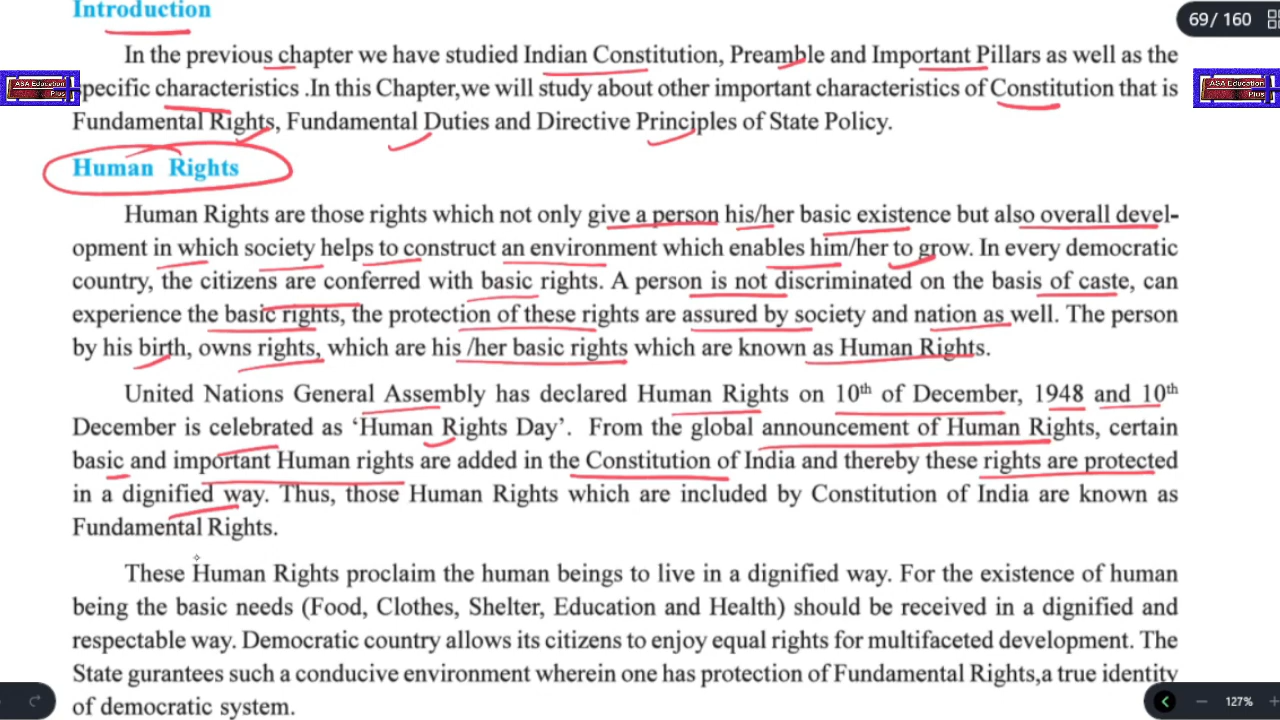 Introduction
69/ 160
In the previous chapter we have studied Indian Constitution, Preamble and Important Pillars as well as the
ASA Education Plus
specific characteristics .In this Chapter,we will study about other important characteristics of Constitution that is
ASA Education Plus
Fundamental Rights, Fundamental Duties and Directive Principles of State Policy.
Human Rights
Human Rights are those rights which not only give a person his/her basic existence but also overall devel-
opment in which society helps to construct an environment which enables him/her to grow. In every democratic
country, the citizens are conferred with basic rights. A person is not discriminated on the basis of caste, can
experience the basic rights, the protection of these rights are assured by society and nation as well. The person
by his birth, owns rights, which are his /her basic rights which are known as Human Rights.
United Nations General Assembly has declared Human Rights on 10th of December, 1948 and 10th
December is celebrated as ‘Human Rights Day’. From the global announcement of Human Rights, certain
basic and important Human rights are added in the Constitution of India and thereby these rights are protected
in a dignified way. Thus, those Human Rights which are included by Constitution of India are known as
Fundamental Rights.
These Human Rights proclaim the human beings to live in a dignified way. For the existence of human
being the basic needs (Food, Clothes, Shelter, Education and Health) should be received in a dignified and
respectable way. Democratic country allows its citizens to enjoy equal rights for multifaceted development. The
State gurantees such a conducive environment wherein one has protection of Fundamental Rights,a true identity
of democratic system.
127%